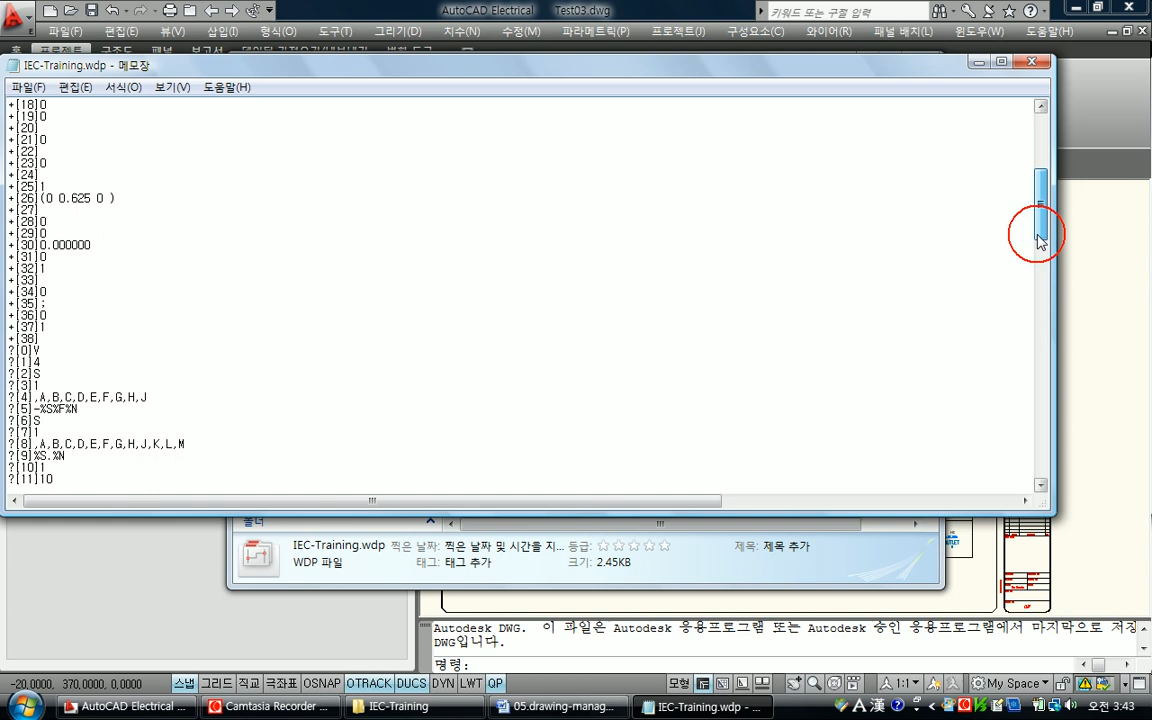 AutoCAD Electrical Test03.dwg
키워드 또는 구절 입력
파일(F) 편집(E) 뷰(V) 삽입(I) 형식(O) 도구(T) 그리기(D) 치수(N) 수정(M) 파라메트릭(P) 프로젝트(J) 구성요소(C) 와이어(R) 패널 배치(L) 윈도우(W) 도움말(H)
IEC-Training.wdp - 메모장
파일(F) 편집(E) 서식(O) 보기(V) 도움말(H)
+[18]0
+[19]0
+[20]
+[21]0
+[22]
+[23]0
+[24]
+[25]1
+[26](0 0.625 0 )
+[27]
+[28]0
+[29]0
+[30]0.000000
+[31]0
+[32]1
+[33]
+[34]0
+[35];
+[36]0
+[37]1
+[38]
?[0]V
?[1]4
?[2]S
?[3]1
?[4],A,B,C,D,E,F,G,H,J
?[5]-%S%F%N
?[6]S
?[7]1
?[8],A,B,C,D,E,F,G,H,J,K,L,M
?[9]%S.%N
?[10]1
?[11]10
폴더
IEC-Training.wdp 찍은 날짜: 찍은 날짜 및 시간을 지... 등급: 제목: 제목 추가
WDP 파일 태그: 태그 추가 크기: 2.45KB
Autodesk DWG. 이 파일은 Autodesk 응용프로그램 또는 Autodesk 승인 응용프로그램에서 마지막으로 저장
DWG입니다.
명령:
-20.0000, 370.0000, 0.0000 스냅 그리드 직교 극좌표 OSNAP OTRACK DUCS DYN LWT QP 모형 1:1 My Space
AutoCAD Electrical ... Camtasia Recorder ... IEC-Training 05.drawing-manag... IEC-Training.wdp - ... A 漢 오전 3:43